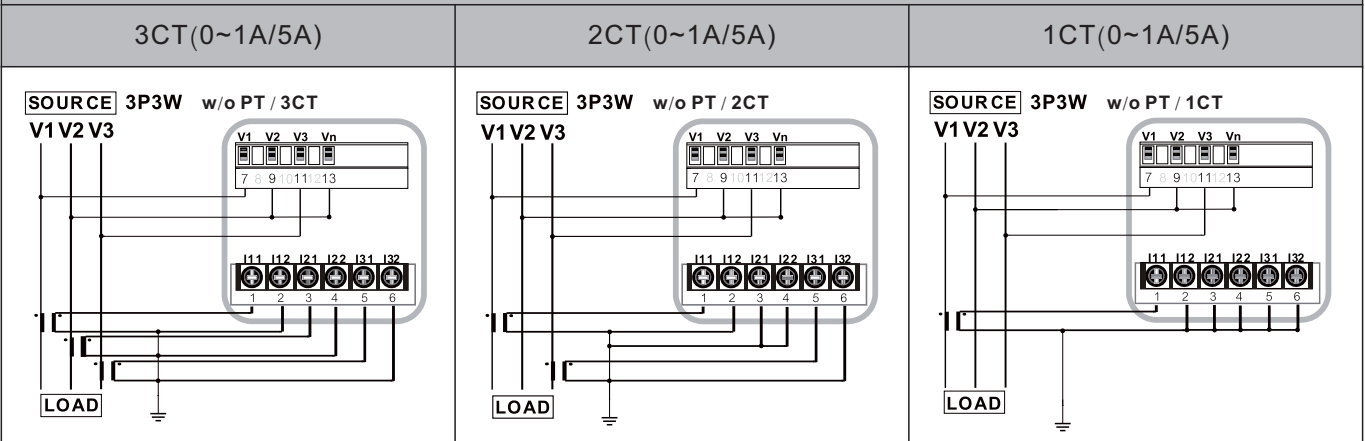 3CT(0~1A/5A)
2CT(0~1A/5A)
1CT(0~1A/5A)
SOURCE 3P3W w/o PT / 3CT
V1 V2 V3
V1 V2 V3 Vn
7 8 9 10 11 12 13
I11 I12 I21 I22 I31 I32
1 2 3 4 5 6
LOAD
SOURCE 3P3W w/o PT / 2CT
V1 V2 V3
V1 V2 V3 Vn
7 8 9 10 11 12 13
I11 I12 I21 I22 I31 I32
1 2 3 4 5 6
LOAD
SOURCE 3P3W w/o PT / 1CT
V1 V2 V3
V1 V2 V3 Vn
7 8 9 10 11 12 13
I11 I12 I21 I22 I31 I32
1 2 3 4 5 6
LOAD